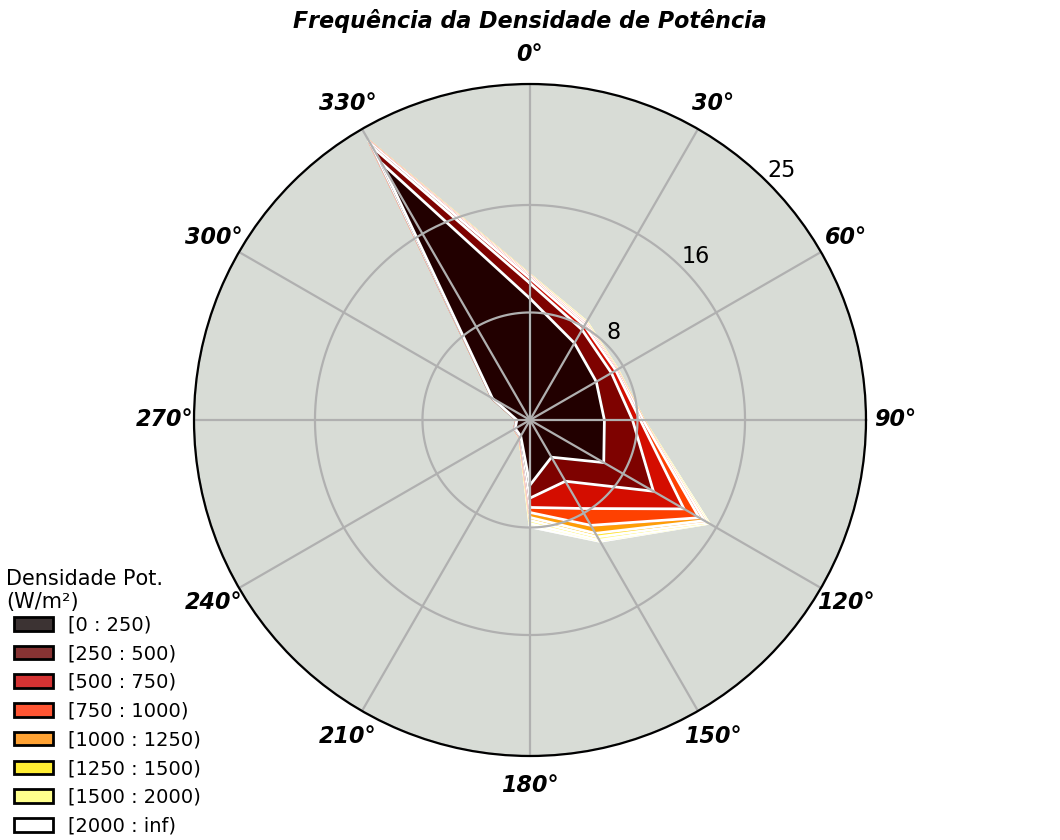 Frequência da Densidade de Potência
0°
330°
30°
25
300°
60°
16
8
270°
90°
240°
120°
210°
150°
180°
Densidade Pot.
(W/m²)
[0 : 250)
[250 : 500)
[500 : 750)
[750 : 1000)
[1000 : 1250)
[1250 : 1500)
[1500 : 2000)
[2000 : inf)